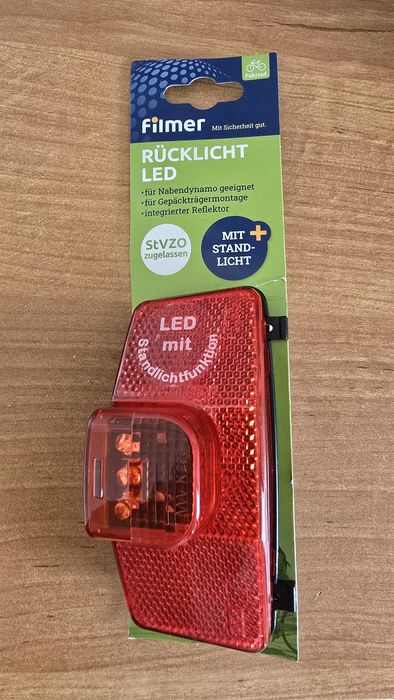 Fahrrad
filmer
Mit Sicherheit gut.
RÜCKLICHT
LED
• für Nabendynamo geeignet
• für Gepäckträgermontage
• integrierter Reflektor
StVZO
zugelassen
MIT +
STAND-
LICHT
LED
mit
Standlichtfunktion